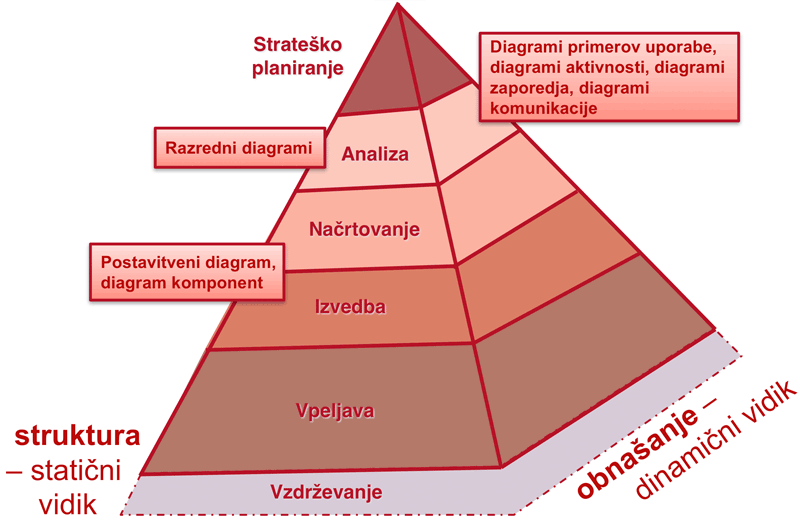 Strateško
planiranje
Diagrami primerov uporabe,
diagrami aktivnosti, diagrami
zaporedja, diagrami
komunikacije
Razredni diagrami
Analiza
Načrtovanje
Postavitveni diagram,
diagram komponent
Izvedba
Vpeljava
struktura
– statični
vidik
obnašanje –
dinamični vidik
Vzdrževanje